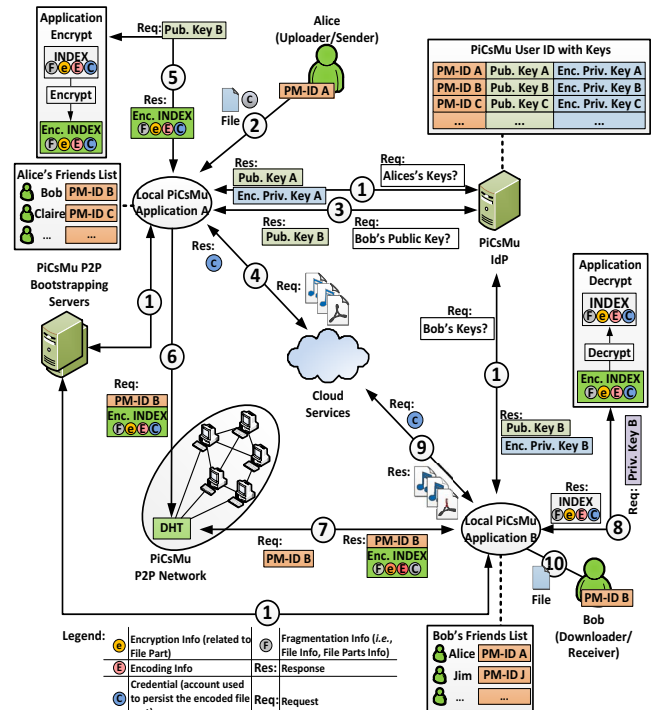 Application
Encrypt
INDEX
F e E C
Encrypt
Enc. INDEX
F e E C
Req: Pub. Key B
5
Res:
Enc. INDEX
F e E C
Alice
(Uploader/Sender)
PM-ID A
C
File
2
PiCsMu User ID with Keys
PM-ID A Pub. Key A Enc. Priv. Key A
PM-ID B Pub. Key B Enc. Priv. Key B
PM-ID C Pub. Key C Enc. Priv. Key C
... ... ...
Alice's Friends List
Bob PM-ID B
Claire PM-ID C
... ...
Local PiCsMu
Application A
Res:
Pub. Key A
Enc. Priv. Key A
1
Req:
Alices's Keys?
3
Res:
Pub. Key B
Req:
Bob's Public Key?
PiCsMu
IdP
PiCsMu P2P
Bootstrapping
Servers
1
Res:
C
4
Req:
Cloud
Services
Req:
Bob's Keys?
1
Res:
Pub. Key B
Enc. Priv. Key B
Application
Decrypt
INDEX
F e E C
Decrypt
Enc. INDEX
F e E C
6
Req:
PM-ID B
Enc. INDEX
F e E C
Req:
C
9
Res:
Req: Priv. Key B
Res:
INDEX
F e E C
8
DHT
PiCsMu
P2P Network
7
Req:
PM-ID B
Res:
PM-ID B
Enc. INDEX
F e E C
Local PiCsMu
Application B
10
File
PM-ID B
Bob
(Downloader/
Receiver)
1
Legend:
e Encryption Info (related to
File Part)
F Fragmentation Info (i.e.,
File Info, File Parts Info)
E Encoding Info
Res: Response
C Credential (account used
to persist the encoded file
Req: Request
Bob's Friends List
Alice PM-ID A
Jim PM-ID J
... ...